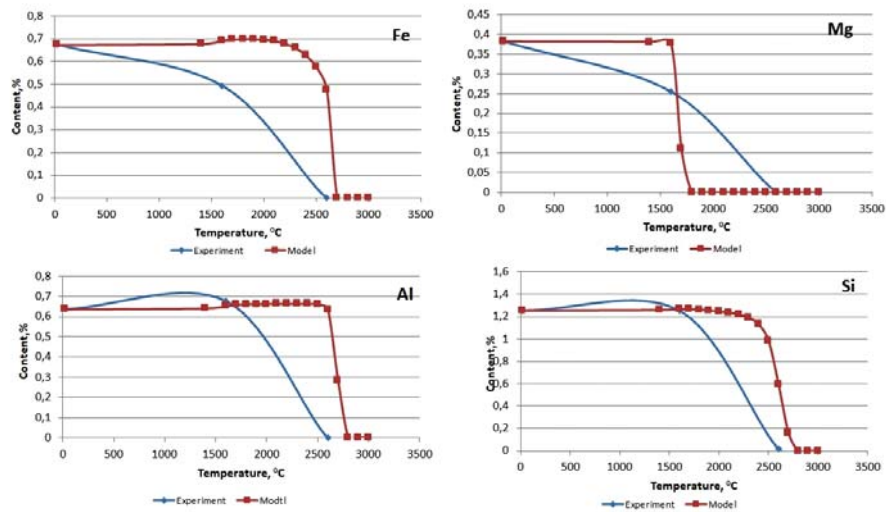 Fe
0,8
0,7
0,6
0,5
0,4
0,3
0,2
0,1
0
Content,%
0 500 1000 1500 2000 2500 3000 3500
Temperature, °C
Experiment Model
Mg
0,45
0,4
0,35
0,3
0,25
0,2
0,15
0,1
0,05
0
Content,%
0 500 1000 1500 2000 2500 3000 3500
Temperature, °C
Experiment Model
Al
0,8
0,7
0,6
0,5
0,4
0,3
0,2
0,1
0
Content,%
0 500 1000 1500 2000 2500 3000 3500
Temperature, °C
Experiment Modtl
Si
1,6
1,4
1,2
1
0,8
0,6
0,4
0,2
0
Content,%
0 500 1000 1500 2000 2500 3000 3500
Temperature, °C
Experiment Model